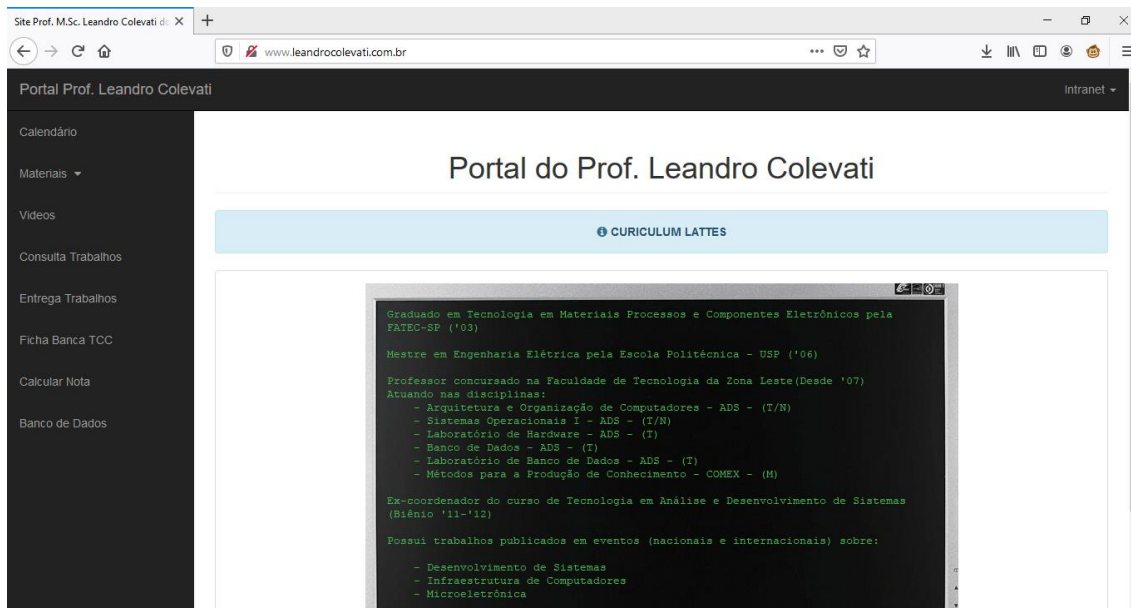 Site Prof. M.Sc. Leandro Colevati do
www.leandrocolevati.com.br
Portal Prof. Leandro Colevati
Intranet
Calendário
Materiais
Videos
Consulta Trabalhos
Entrega Trabalhos
Ficha Banca TCC
Calcular Nota
Banco de Dados
Portal do Prof. Leandro Colevati
CURICULUM LATTES
Graduado em Tecnologia em Materiais Processos e Componentes Eletrônicos pela
FATEC-SP ('03)
Mestre em Engenharia Elétrica pela Escola Politécnica - USP ('06)
Professor concursado na Faculdade de Tecnologia da Zona Leste(Desde '07)
Atuando nas disciplinas:
- Arquitetura e Organização de Computadores - ADS - (T/N)
- Sistemas Operacionais I - ADS - (T/N)
- Laboratório de Hardware - ADS - (T)
- Banco de Dados - ADS - (T)
- Laboratório de Banco de Dados - ADS - (T)
- Métodos para a Produção de Conhecimento - COMEX - (M)
Ex-coordenador do curso de Tecnologia em Análise e Desenvolvimento de Sistemas
(Biênio '11-'12)
Possui trabalhos publicados em eventos (nacionais e internacionais) sobre:
- Desenvolvimento de Sistemas
- Infraestrutura de Computadores
- Microeletrônica